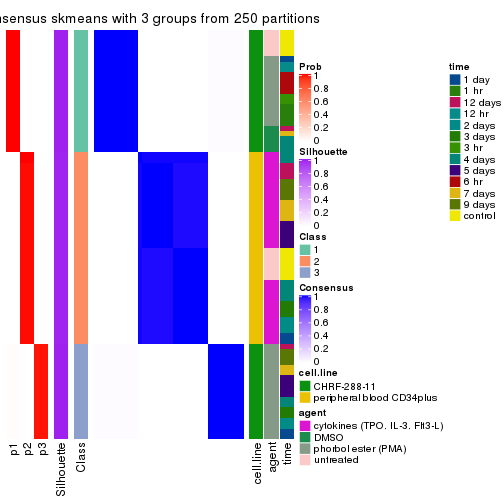 nsensus skmeans with 3 groups from 250 partitions
Prob
1
0.8
0.6
0.4
0.2
0
Silhouette
1
0.8
0.6
0.4
0.2
0
Class
1
2
3
Consensus
1
0.8
0.6
0.4
0.2
0
cell.line
CHRF-288-11
peripheral blood CD34plus
agent
cytokines (TPO, IL-3, Flt3-L)
DMSO
phorbol ester (PMA)
untreated
time
1 day
1 hr
12 days
12 hr
2 days
3 days
3 hr
4 days
5 days
6 hr
7 days
9 days
control
p1
p2
p3
Silhouette
Class
cell.line
agent
time